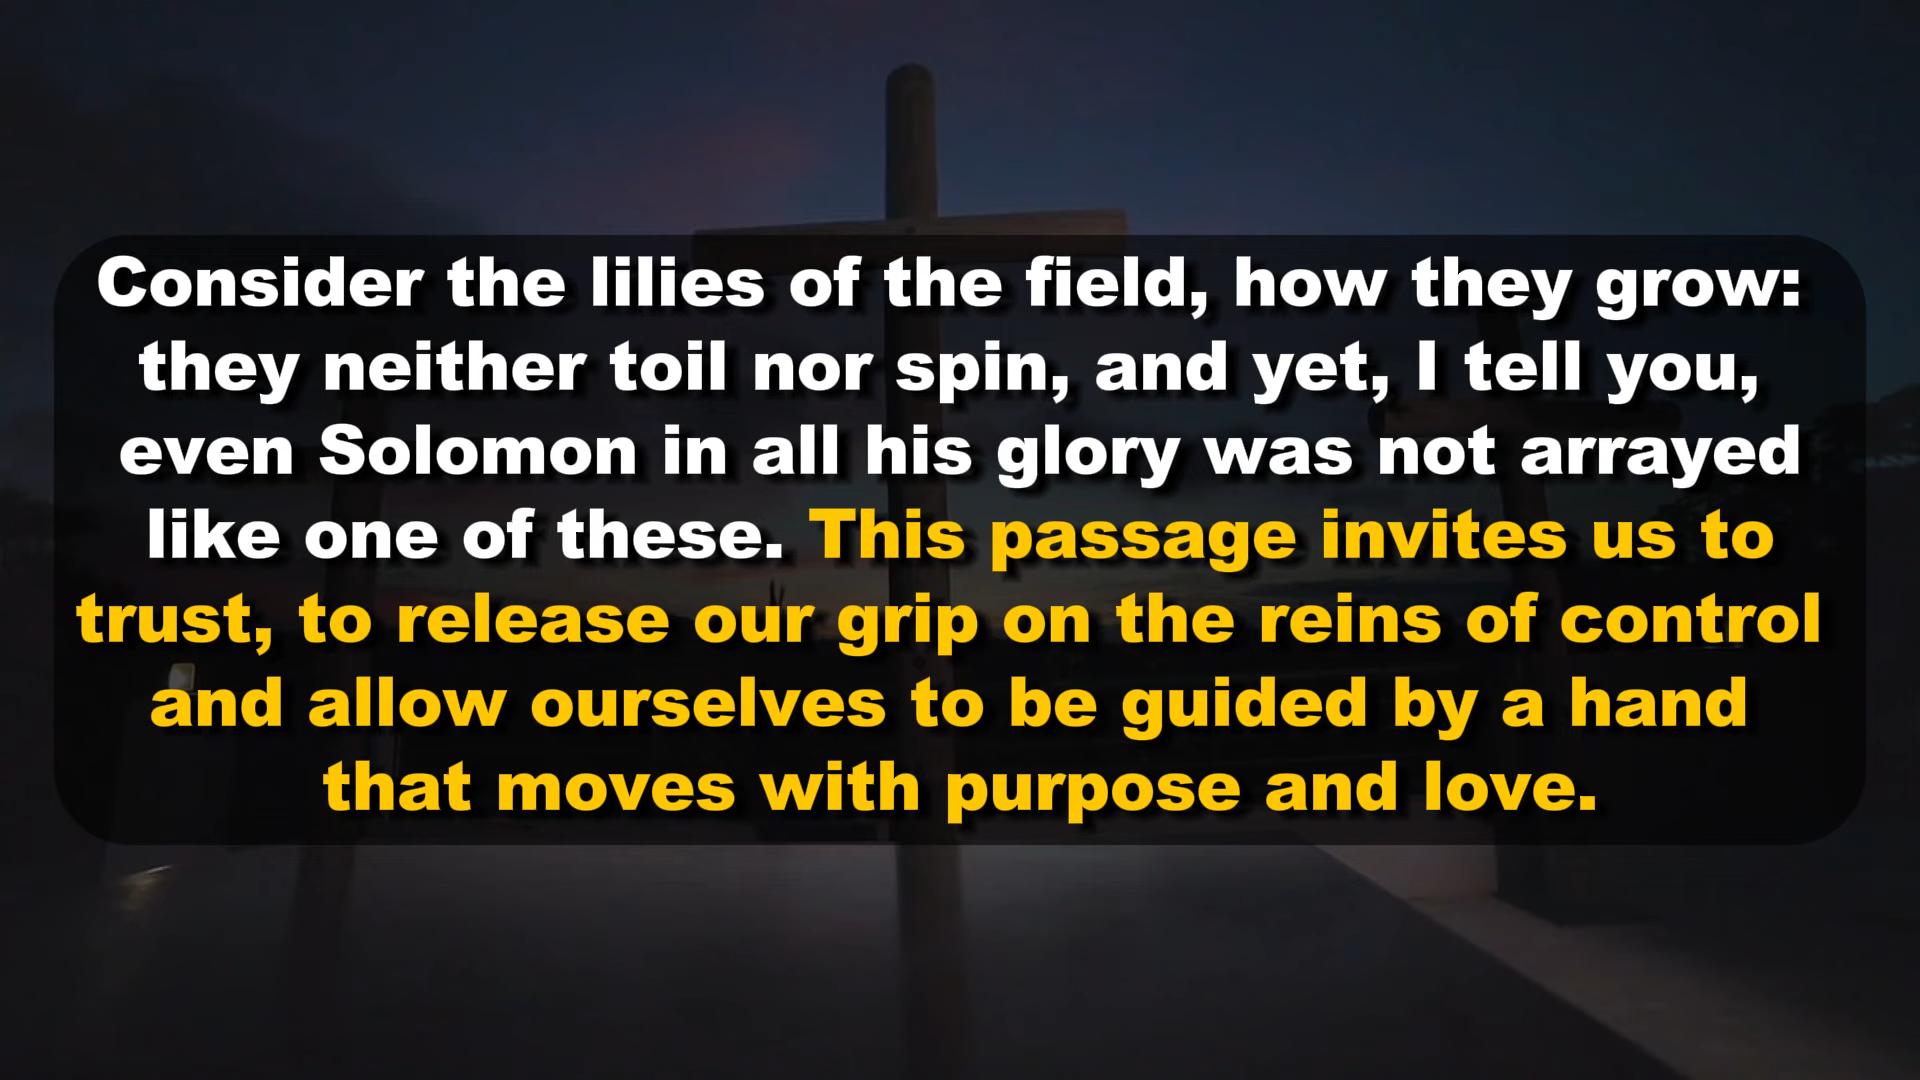 Consider the lilies of the field, how they grow:
they neither toil nor spin, and yet, I tell you,
even Solomon in all his glory was not arrayed
like one of these. This passage invites us to
trust, to release our grip on the reins of control
and allow ourselves to be guided by a hand
that moves with purpose and love.